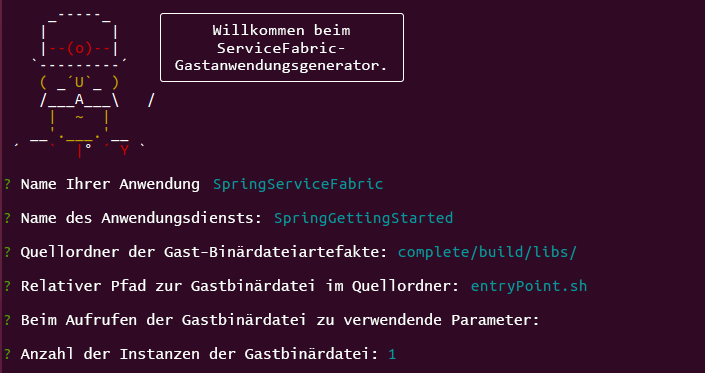 Willkommen beim
ServiceFabric-
Gastanwendungsgenerator.
? Name Ihrer Anwendung SpringServiceFabric
? Name des Anwendungsdiensts: SpringGettingStarted
? Quellordner der Gast-Binärdateiartefakte: complete/build/libs/
? Relativer Pfad zur Gastbinärdatei im Quellordner: entryPoint.sh
? Beim Aufrufen der Gastbinärdatei zu verwendende Parameter:
? Anzahl der Instanzen der Gastbinärdatei: 1